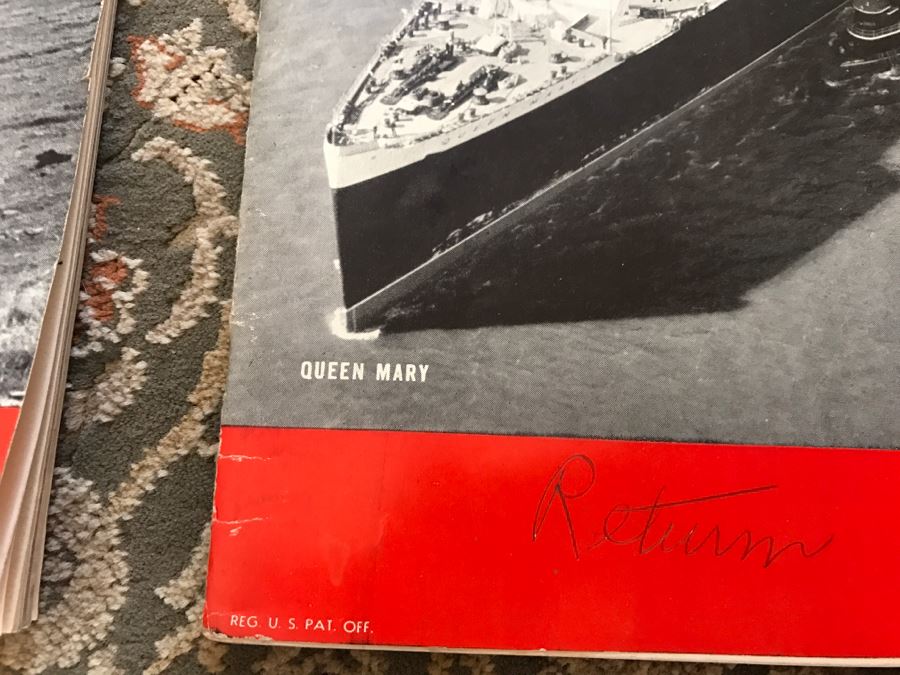 QUEEN MARY
Return
REG. U. S. PAT. OFF.